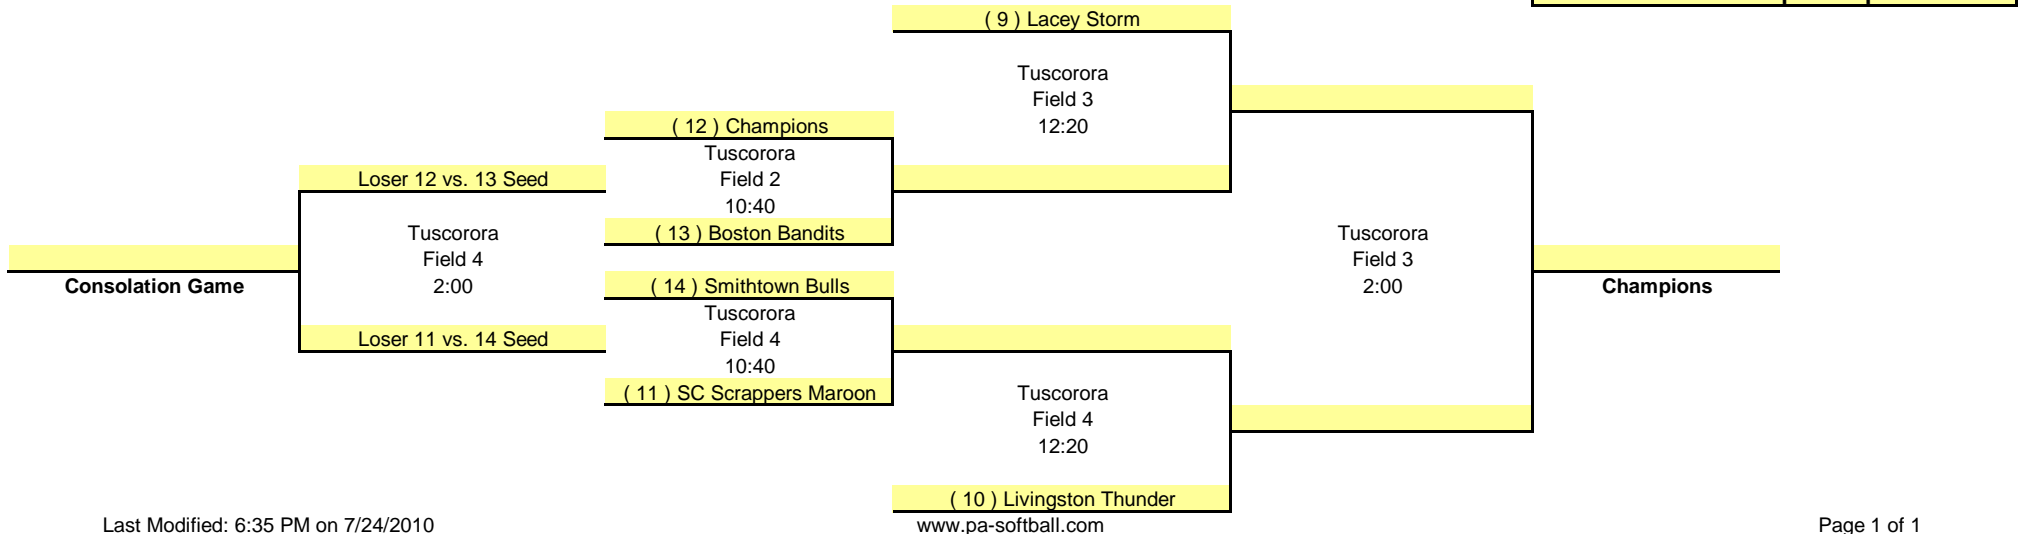 ( 9 ) Lacey Storm
Tuscorora
Field 3
12:20
( 12 ) Champions
Tuscorora
Field 2
10:40
( 13 ) Boston Bandits
Loser 12 vs. 13 Seed
Tuscorora
Field 4
2:00
Consolation Game
Loser 11 vs. 14 Seed
( 14 ) Smithtown Bulls
Tuscorora
Field 4
10:40
( 11 ) SC Scrappers Maroon
Tuscorora
Field 3
2:00
Champions
Tuscorora
Field 4
12:20
( 10 ) Livingston Thunder
Last Modified: 6:35 PM on 7/24/2010
www.pa-softball.com
Page 1 of 1